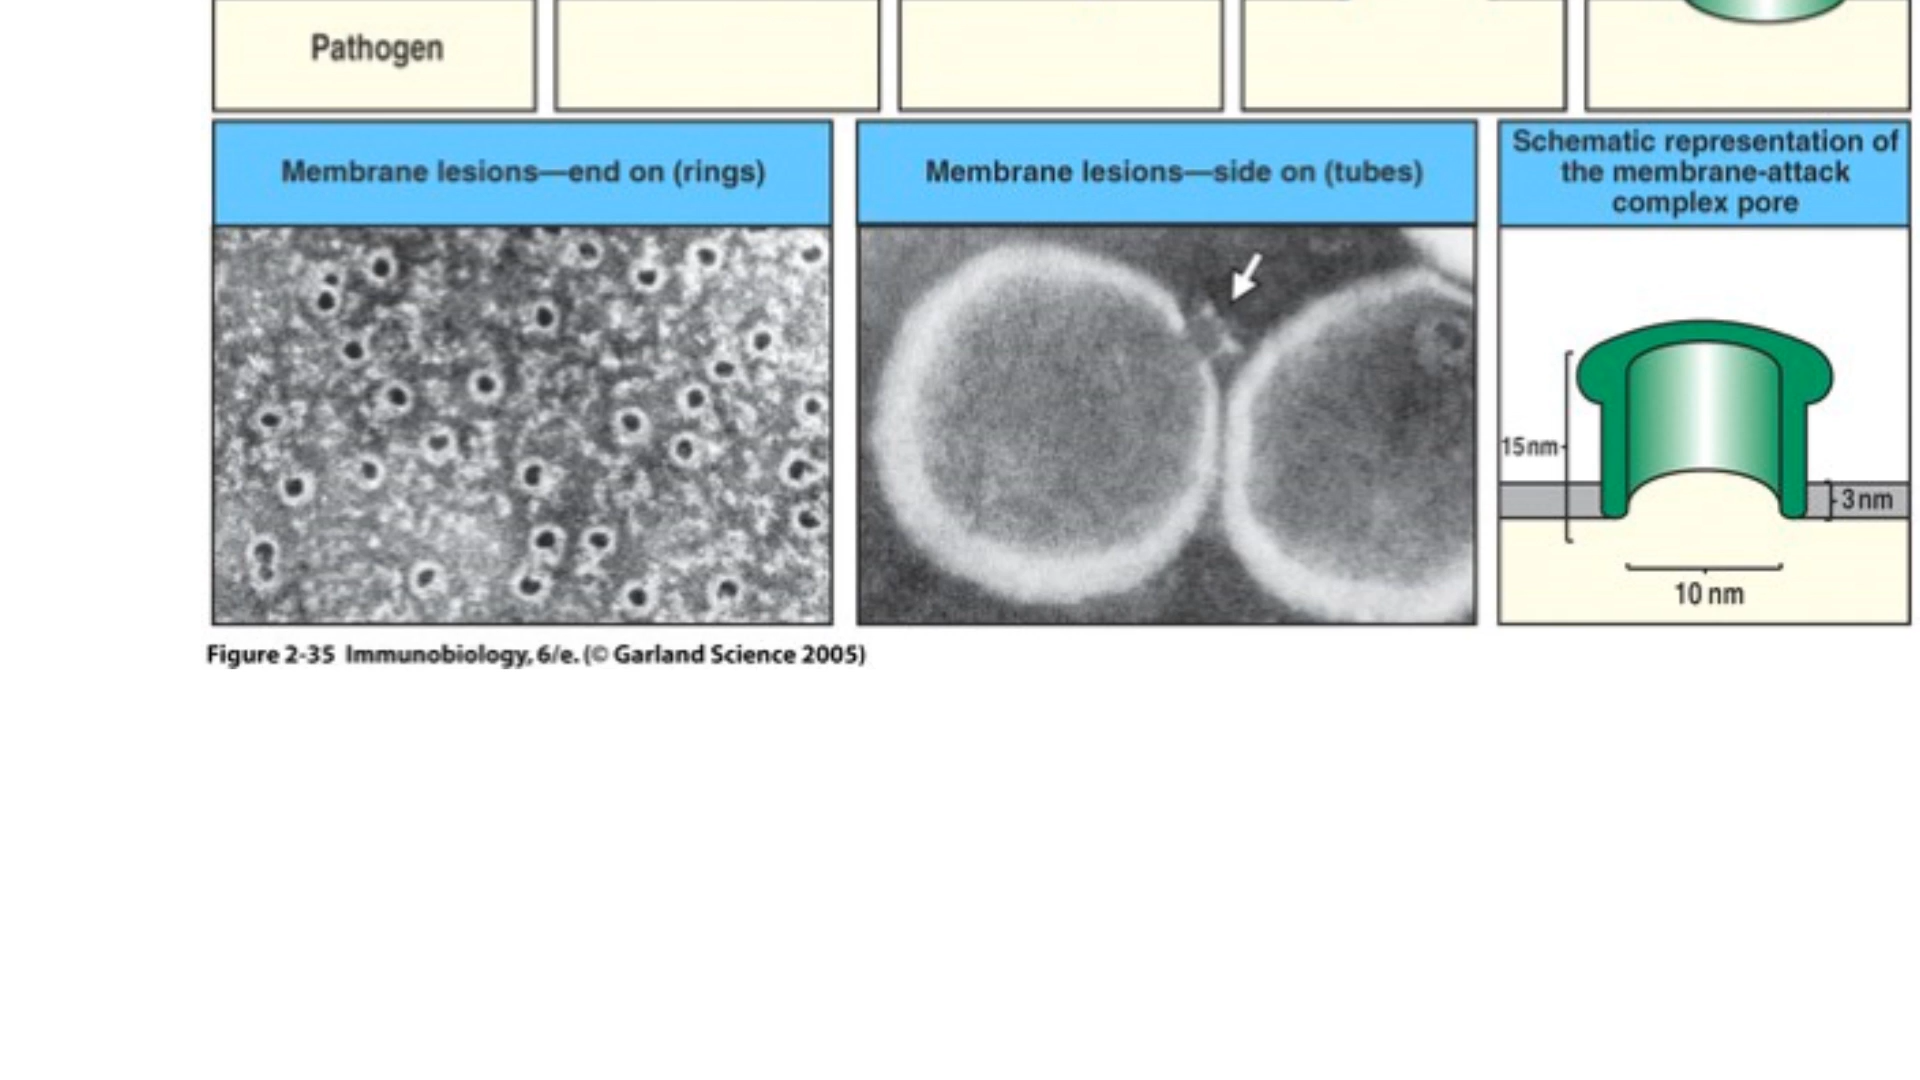 Pathogen
Membrane lesions—end on (rings)
Membrane lesions—side on (tubes)
Schematic representation of
the membrane-attack
complex pore
15nm
3nm
10 nm
Figure 2-35 Immunobiology, 6/e. (© Garland Science 2005)